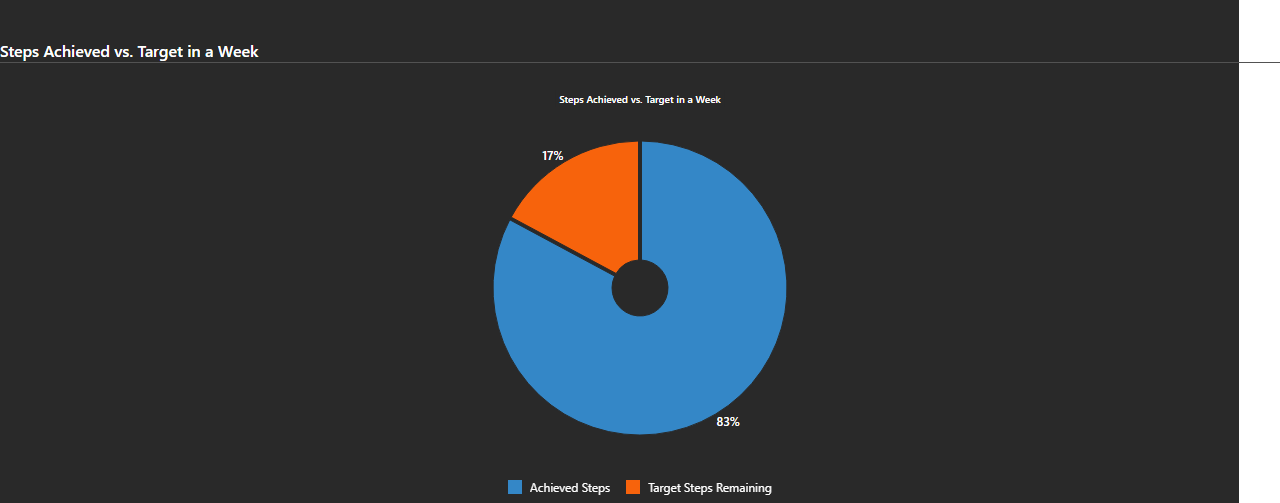 Steps Achieved vs. Target in a Week
Steps Achieved vs. Target in a Week
17%
83%
Achieved Steps
Target Steps Remaining